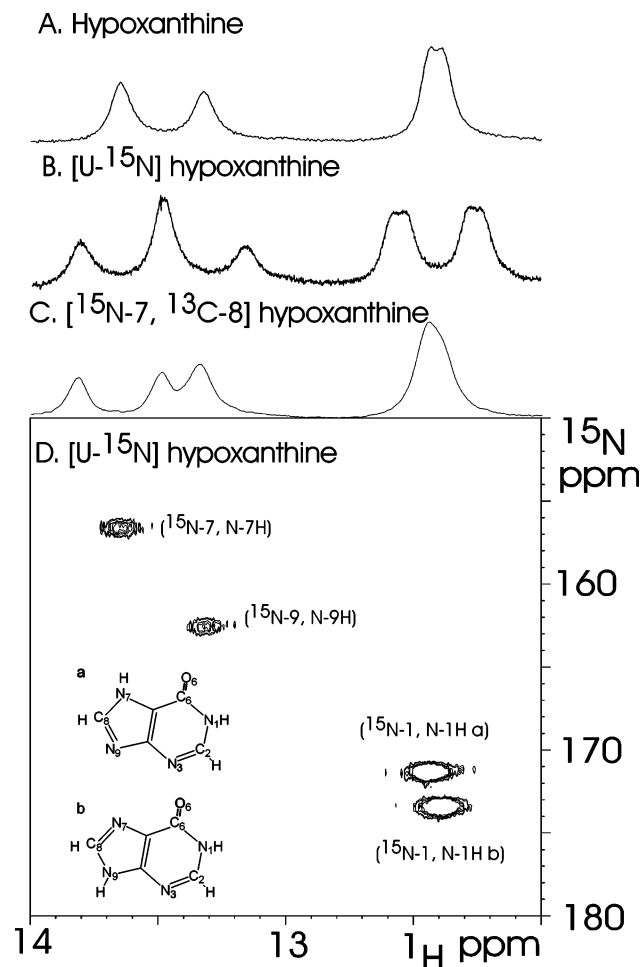 A. Hypoxanthine
B. [U-15N] hypoxanthine
C. [15N-7, 13C-8] hypoxanthine
D. [U-15N] hypoxanthine
15N
ppm
(15N-7, N-7H)
160
(15N-9, N-9H)
a
O6
H
N7
C6
H C8
N1H
N9
C2
N3
H
(15N-1, N-1H a)
170
b
O6
N7
C6
H C8
N1H
N9
C2
H
N3
H
(15N-1, N-1H b)
180
14
13
1H ppm